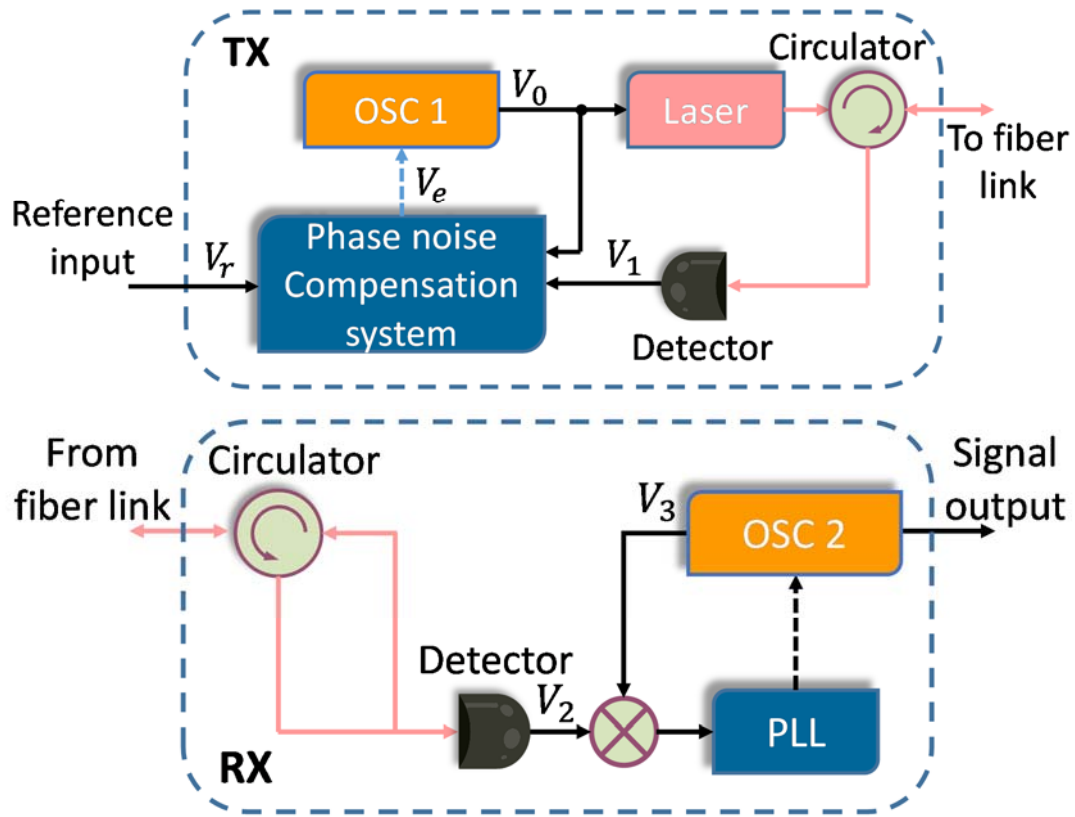 TX
Circulator
OSC 1
V₀
Laser
To fiber
link
Vₑ
Reference
input
Vᵣ
Phase noise
Compensation
system
V₁
Detector
From
fiber link
Circulator
Signal
output
V₃
OSC 2
Detector
V₂
PLL
RX